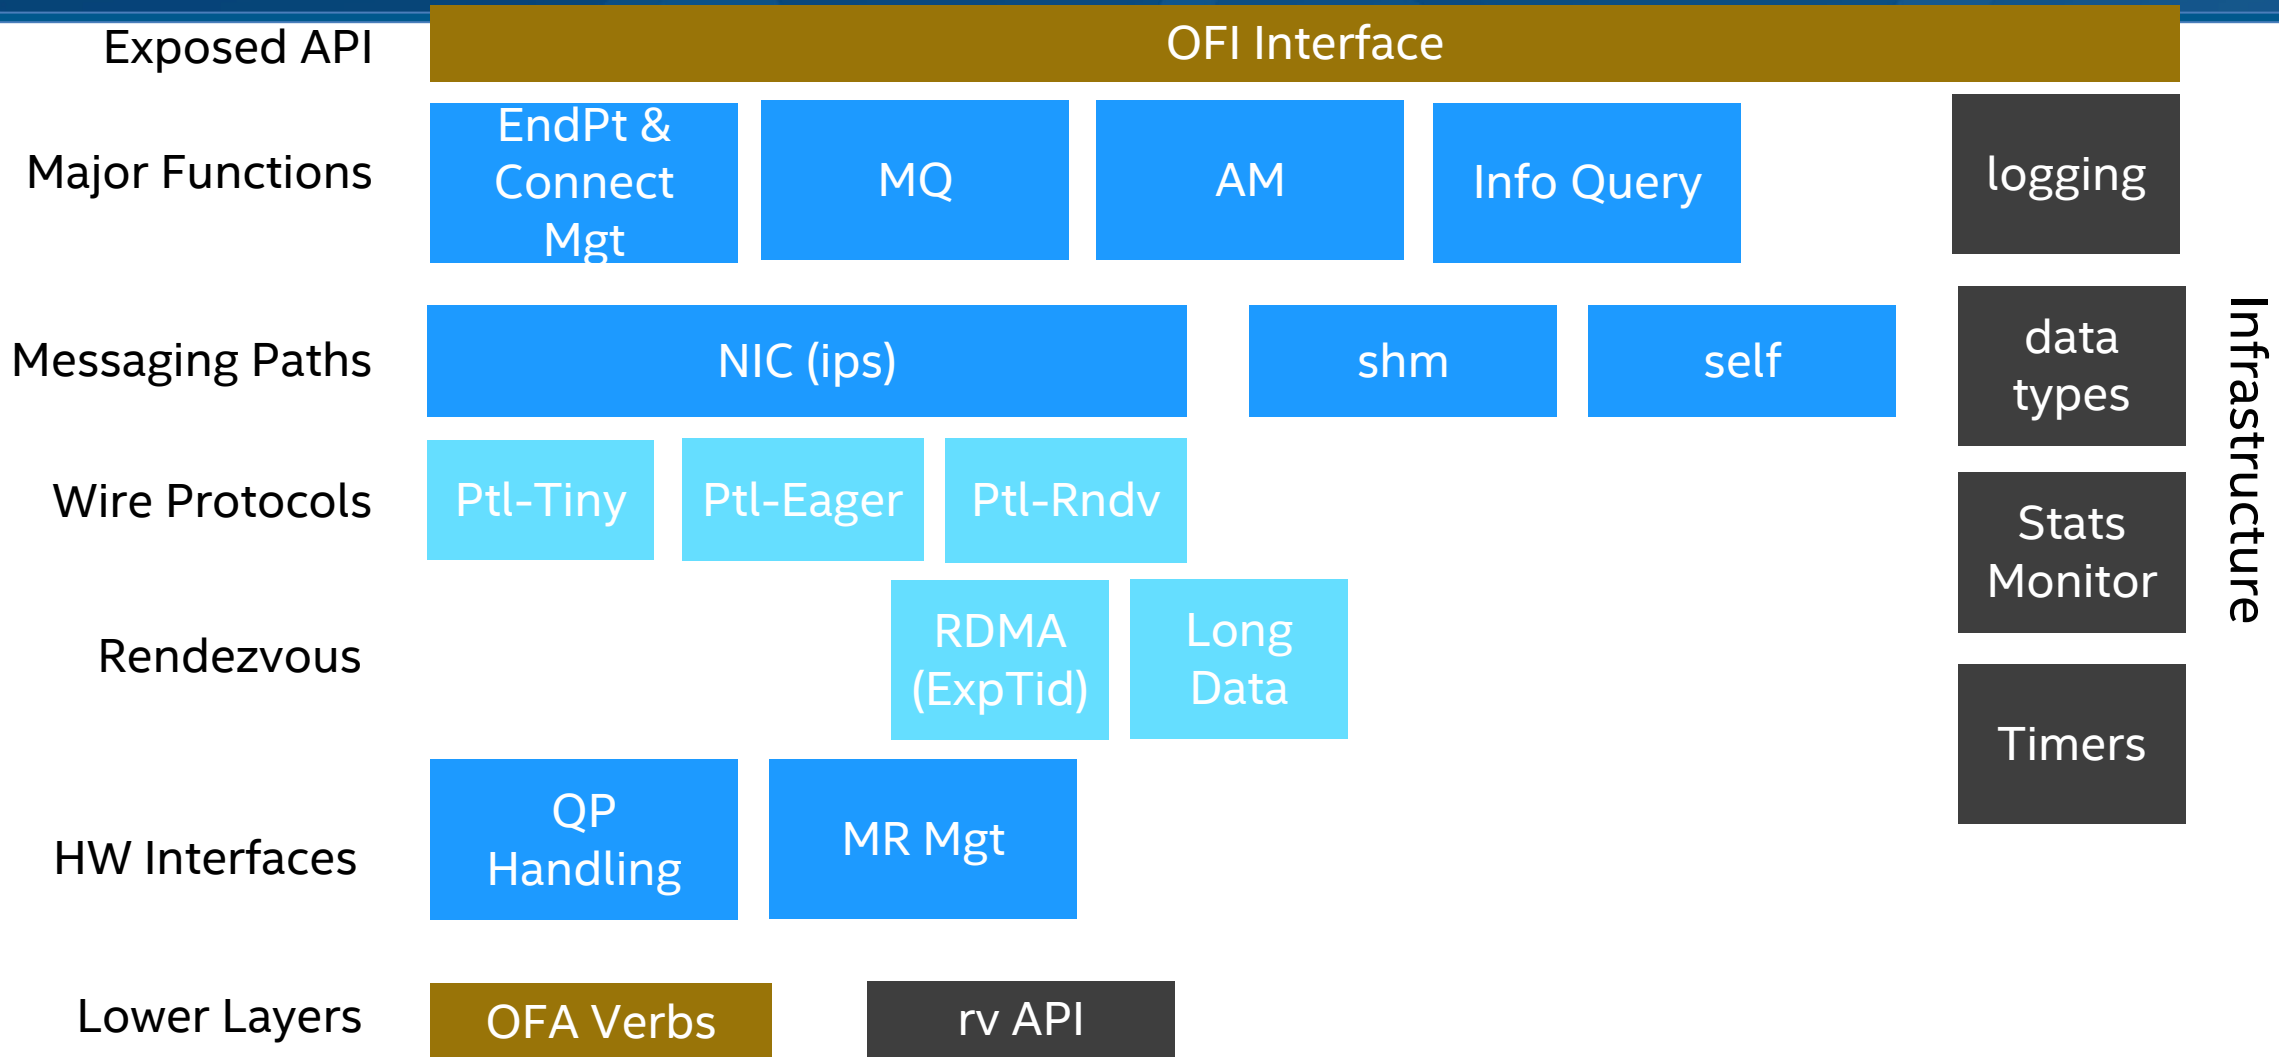 Exposed API
OFI Interface
Major Functions
EndPt &
Connect
Mgt
MQ
AM
Info Query
logging
Messaging Paths
NIC (ips)
shm
self
data
types
Infrastructure
Wire Protocols
Ptl-Tiny
Ptl-Eager
Ptl-Rndv
Stats
Monitor
Rendezvous
RDMA
(ExpTid)
Long
Data
Timers
HW Interfaces
QP
Handling
MR Mgt
Lower Layers
OFA Verbs
rv API